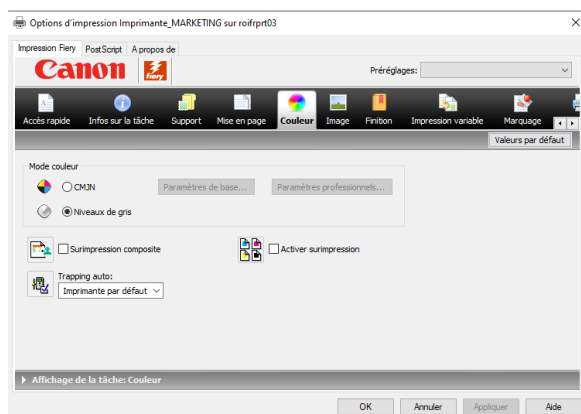 Options d'impression Imprimante_MARKETING sur roifrprt03
Impression Fiery PostScript A propos de
Canon fiery Préréglages:
Accès rapide Infos sur la tâche Support Mise en page Couleur Image Finition Impression variable Marquage
Valeurs par défaut
Mode couleur
CMJN Paramètres de base... Paramètres professionnels...
Niveaux de gris
Surimpression composite Activer surimpression
Trapping auto:
Imprimante par défaut
Affichage de la tâche: Couleur
OK Annuler Appliquer Aide